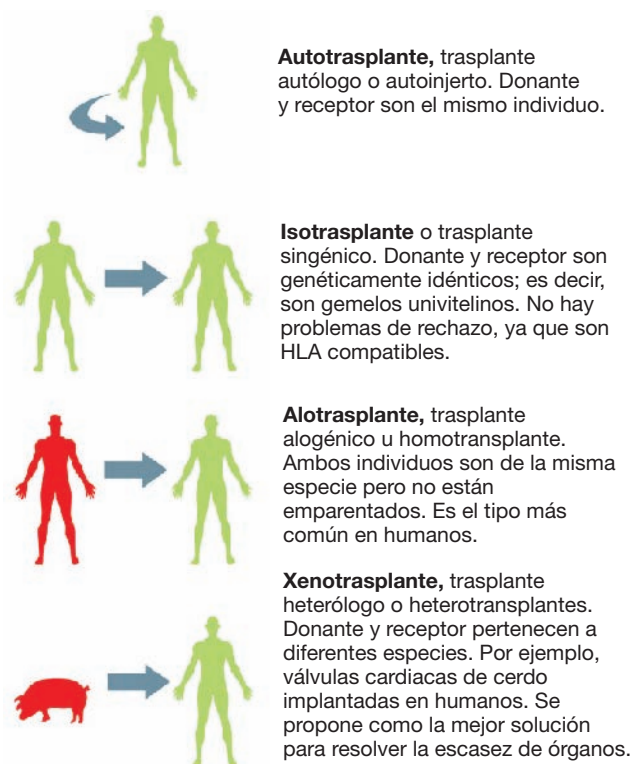 Autotrasplante, trasplante
autólogo o autoinjerto. Donante
y receptor son el mismo individuo.
Isotrasplante o trasplante
singénico. Donante y receptor son
genéticamente idénticos; es decir,
son gemelos univitelinos. No hay
problemas de rechazo, ya que son
HLA compatibles.
Alotrasplante, trasplante
alogénico u homotransplante.
Ambos individuos son de la misma
especie pero no están
emparentados. Es el tipo más
común en humanos.
Xenotrasplante, trasplante
heterólogo o heterotransplantes.
Donante y receptor pertenecen a
diferentes especies. Por ejemplo,
válvulas cardiacas de cerdo
implantadas en humanos. Se
propone como la mejor solución
para resolver la escasez de órganos.